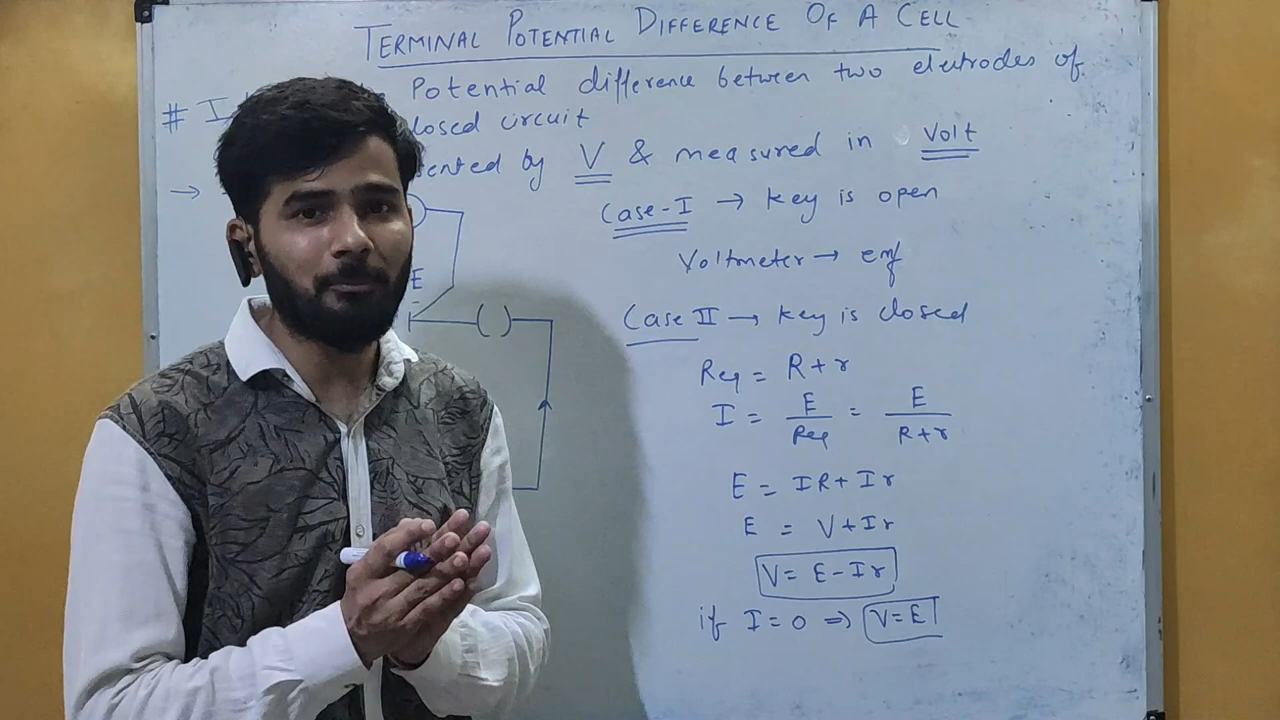 TERMINAL POTENTIAL DIFFERENCE OF A CELL
# I Potential difference between two electrodes of
losed circuit
→ ented by V & measured in Volt
Case-I → key is open
Voltmeter → emf
E
Case II → key is closed
Req = R+r
I = E/Req = E/R+r
E = IR+Ir
E = V+Ir
V= E-Ir
if I=0 ⇒ V=E